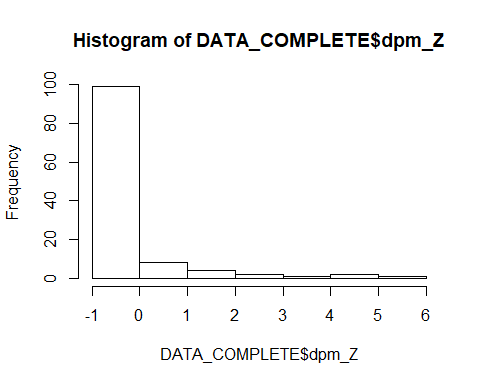 Histogram of DATA_COMPLETE$dpm_Z
Frequency
100
80
60
40
20
0
-1 0 1 2 3 4 5 6
DATA_COMPLETE$dpm_Z